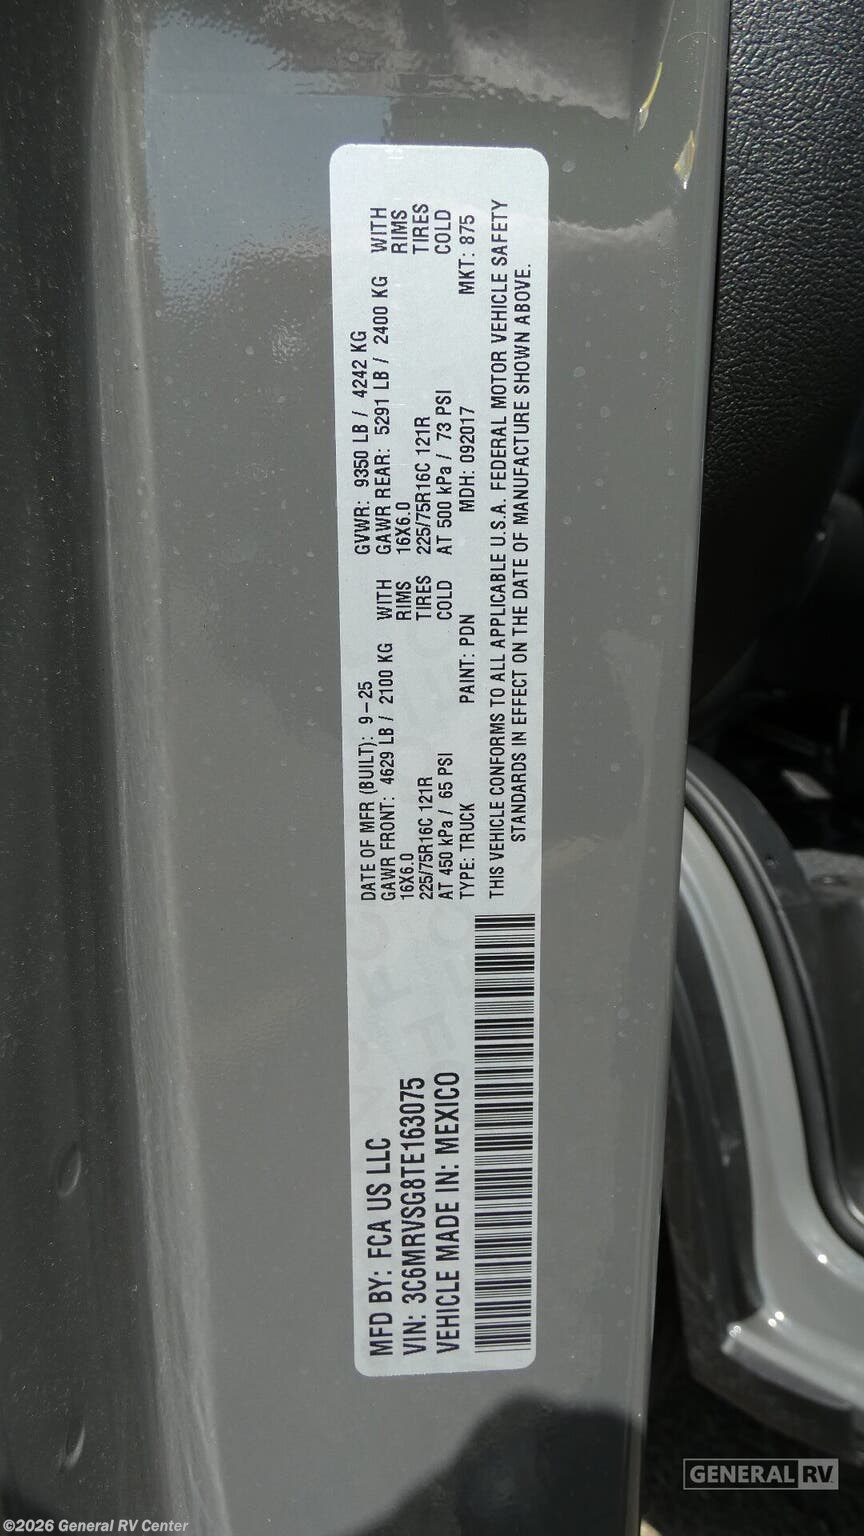 MFD BY: FCA US LLC
VIN: 3C6MRVSG8TE163075
VEHICLE MADE IN: MEXICO
DATE OF MFR (BUILT): 9-25 GVWR: 9350 LB / 4242 KG
GAWR FRONT: 4629 LB / 2100 KG WITH GAWR REAR: 5291 LB / 2400 KG WITH
16X6.0 RIMS 16X6.0 RIMS
225/75R16C 121R TIRES 225/75R16C 121R TIRES
AT 450 kPa / 65 PSI COLD AT 500 kPa / 73 PSI COLD
TYPE: TRUCK PAINT: PDN MDH: 092017 MKT: 875
THIS VEHICLE CONFORMS TO ALL APPLICABLE U.S.A. FEDERAL MOTOR VEHICLE SAFETY
STANDARDS IN EFFECT ON THE DATE OF MANUFACTURE SHOWN ABOVE.
GENERAL RV
©2026 General RV Center